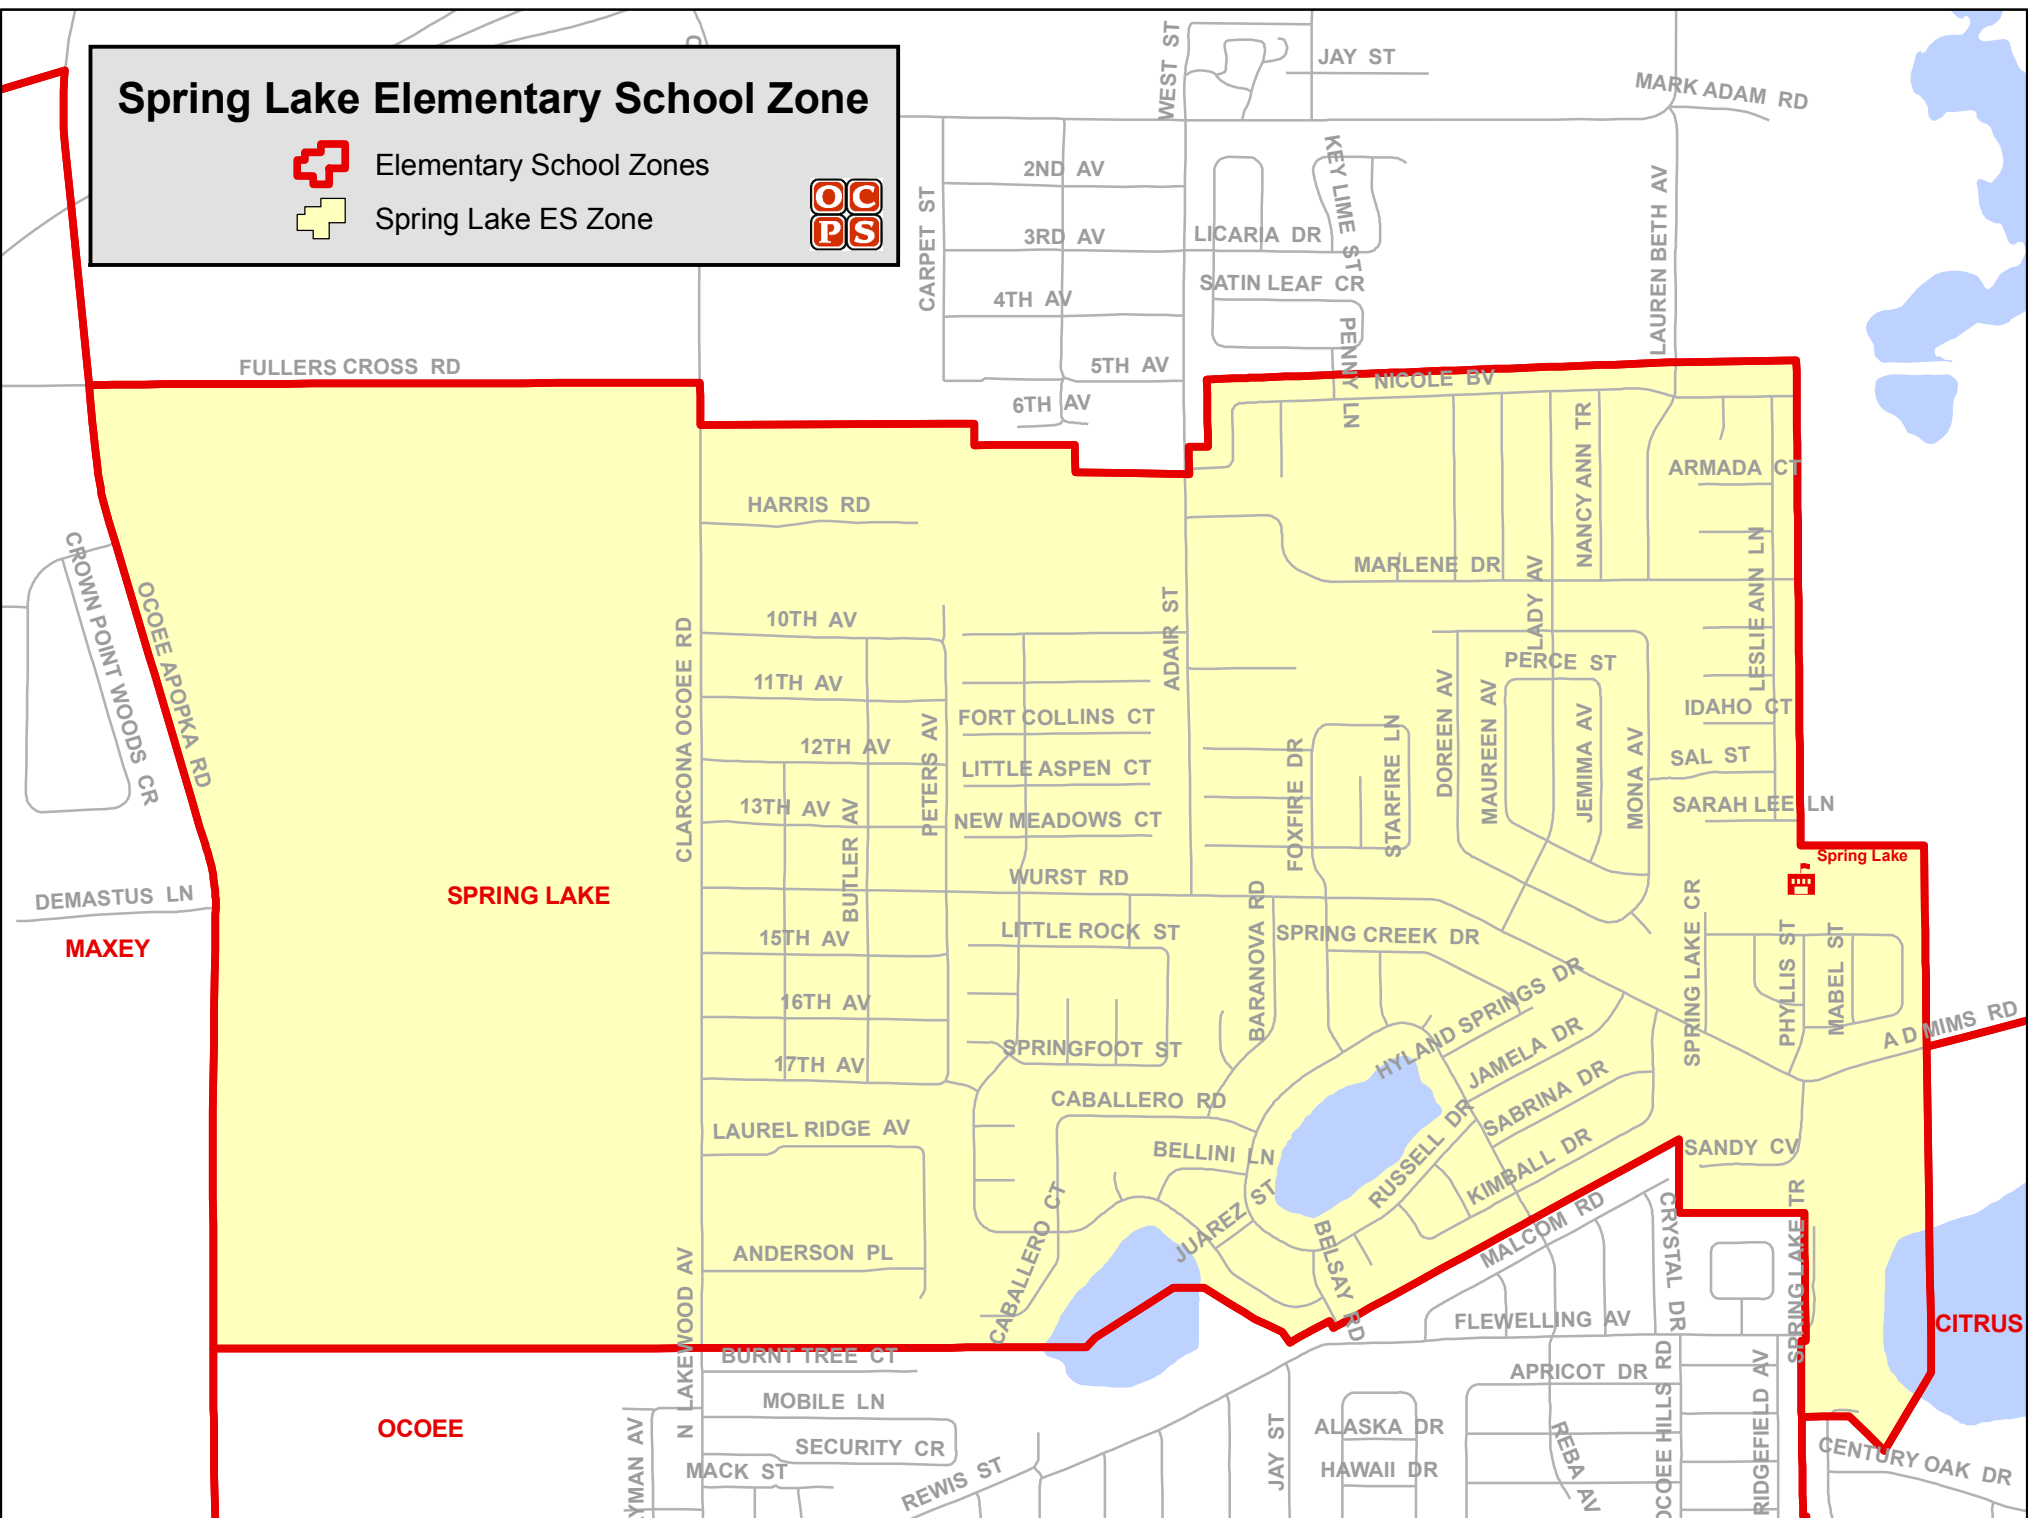 Spring Lake Elementary School Zone
Elementary School Zones
Spring Lake ES Zone
OC
PS
WEST ST
JAY ST
MARK ADAM RD
2ND AV
KEY LIME ST
CARPET ST
3RD AV
LICARIA DR
LAUREN BETH AV
SATIN LEAF CR
4TH AV
PENNY LN
FULLERS CROSS RD
5TH AV
NICOLE BV
6TH AV
NANCY ANN TR
ARMADA CT
HARRIS RD
MARLENE DR
LESLIE ANN LN
CROWN POINT WOODS CR
OCOEE APOPKA RD
LADY AV
10TH AV
ADAIR ST
CLARCONA OCOEE RD
PERCE ST
11TH AV
DOREEN AV
MAUREEN AV
IDAHO CT
FORT COLLINS CT
PETERS AV
12TH AV
STARFIRE LN
JEMIMA AV
MONA AV
SAL ST
LITTLE ASPEN CT
FOXFIRE DR
13TH AV
BUTLER AV
SARAH LEE LN
NEW MEADOWS CT
Spring Lake
WURST RD
DEMASTUS LN
SPRING LAKE
MAXEY
15TH AV
LITTLE ROCK ST
BARANOVA RD
SPRING CREEK DR
SPRING LAKE CR
PHYLLIS ST
MABEL ST
HYLAND SPRINGS DR
16TH AV
A D MIMS RD
SPRINGFOOT ST
JAMELA DR
17TH AV
CABALLERO RD
SABRINA DR
LAUREL RIDGE AV
RUSSELL DR
BELLINI LN
KIMBALL DR
SANDY CV
JUAREZ ST
CABALLERO CT
MALCOM RD
CRYSTAL DR
SPRING LAKE TR
ANDERSON PL
BELSAY RD
N LAKEWOOD AV
FLEWELLING AV
CITRUS
BURNT TREE CT
APRICOT DR
OCOEE HILLS RD
RIDGEFIELD AV
MOBILE LN
OCOEE
ALASKA DR
JAY ST
REBA AV
SECURITY CR
CENTURY OAK DR
MACK ST
HAWAII DR
REWIS ST
YMAN AV